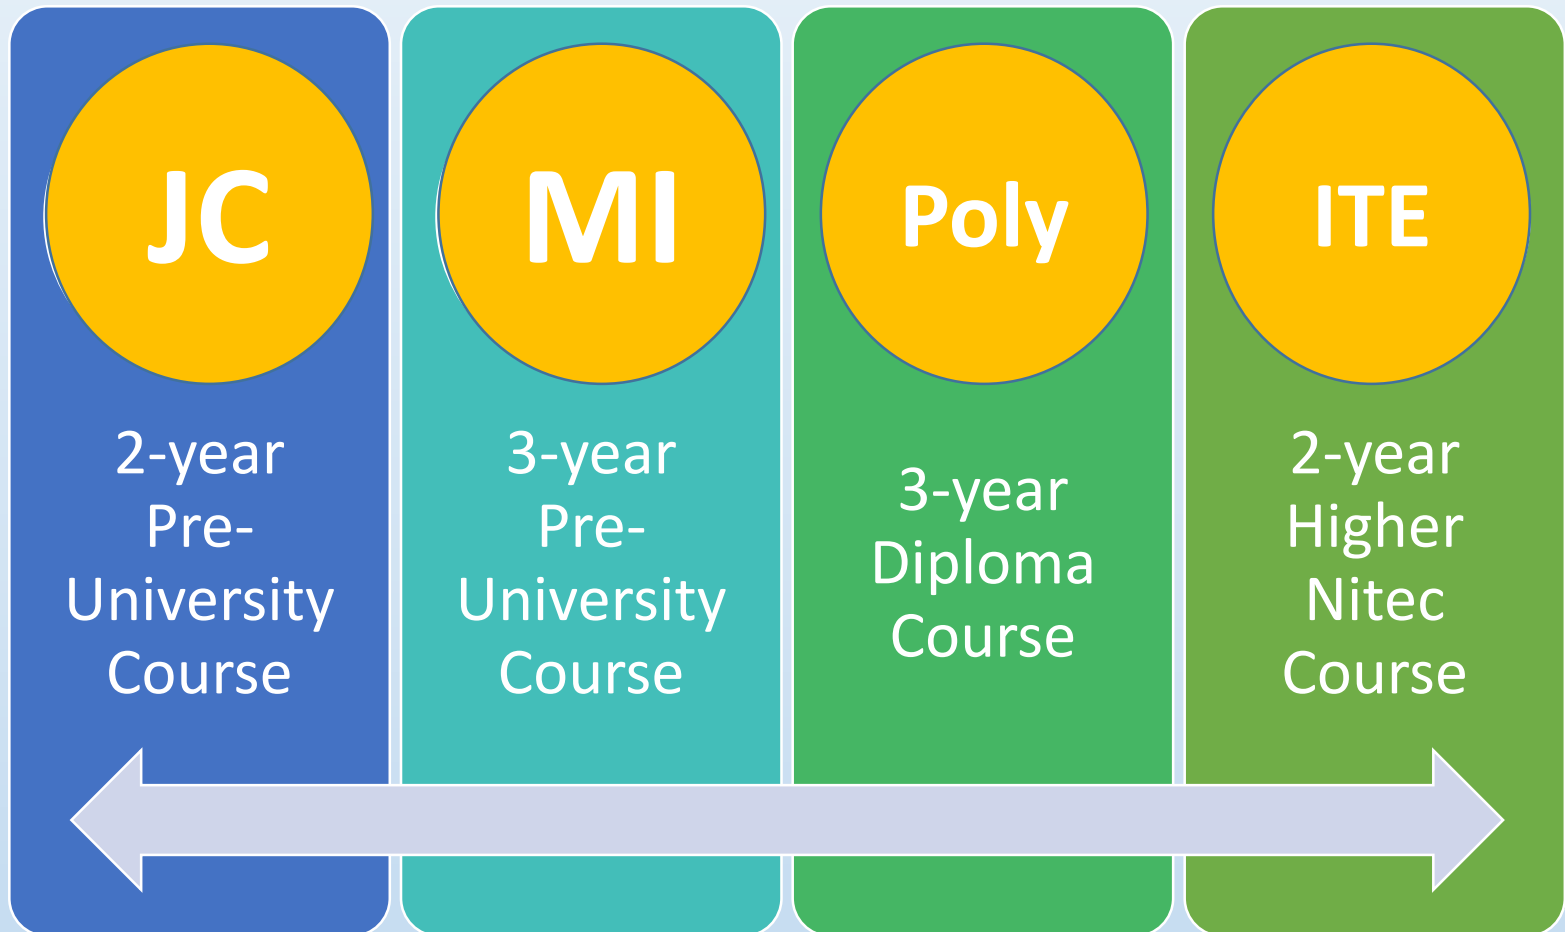 JC
2-year
Pre-
University
Course
MI
3-year
Pre-
University
Course
Poly
3-year
Diploma
Course
ITE
2-year
Higher
Nitec
Course